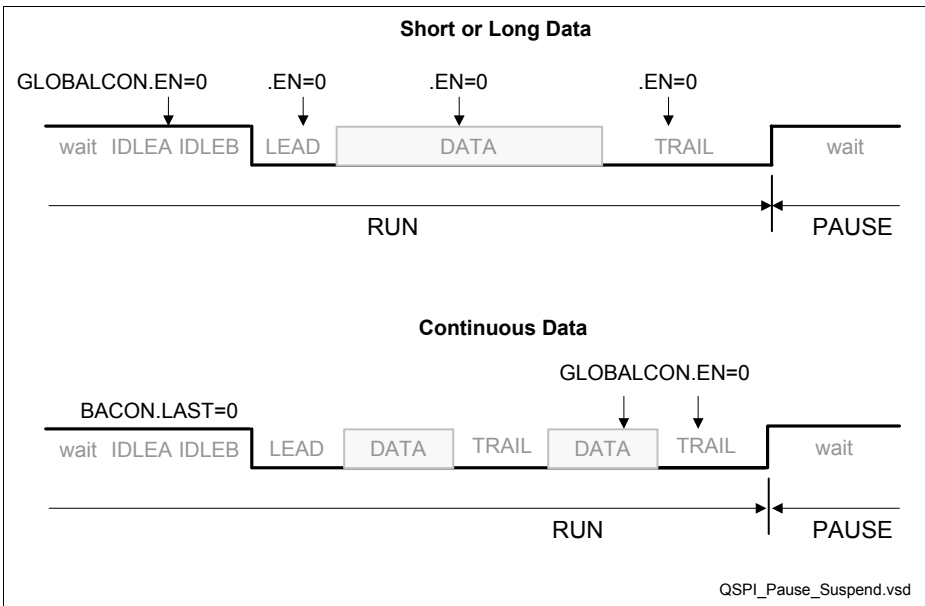 Short or Long Data
GLOBALCON.EN=0 .EN=0 .EN=0 .EN=0
wait IDLEA IDLEB LEAD DATA TRAIL wait
RUN PAUSE
Continuous Data
GLOBALCON.EN=0
BACON.LAST=0
wait IDLEA IDLEB LEAD DATA TRAIL DATA TRAIL wait
RUN PAUSE
QSPI_Pause_Suspend.vsd